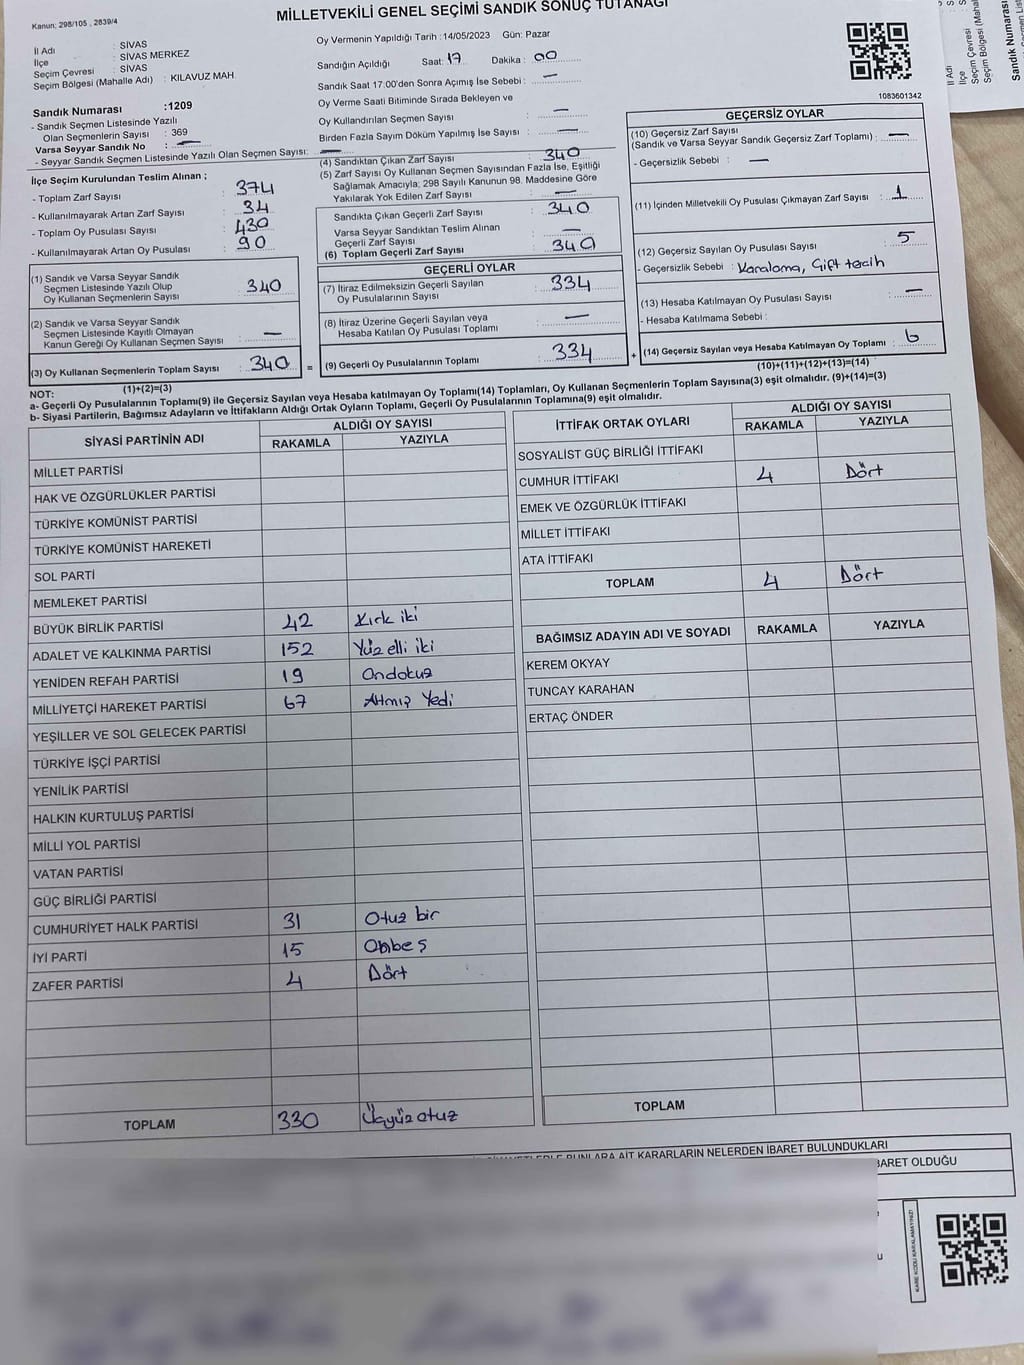 MİLLETVEKİLİ GENEL SEÇİMİ SANDIK SONUÇ TUTANAĞI
Kanun: 298/105 , 2839/4
İl Adı : SİVAS
İlçe : SİVAS MERKEZ
Seçim Çevresi : SİVAS
Seçim Bölgesi (Mahalle Adı) : KILAVUZ MAH.
Sandık Numarası :1209
- Sandık Seçmen Listesinde Yazılı
Olan Seçmenlerin Sayısı : 369
Varsa Seyyar Sandık No : —
- Seyyar Sandık Seçmen Listesinde Yazılı Olan Seçmen Sayısı: —
Oy Vermenin Yapıldığı Tarih :14/05/2023 Gün: Pazar
Sandığın Açıldığı Saat: 17 Dakika : 00
Sandık Saat 17:00'den Sonra Açımış İse Sebebi : —
Oy Verme Saati Bitiminde Sırada Bekleyen ve
Oy Kullandırılan Seçmen Sayısı : —
Birden Fazla Sayım Döküm Yapılmış İse Sayısı : —
1083601342
İlçe Seçim Kurulundan Teslim Alınan ;
- Toplam Zarf Sayısı : 374
- Kullanılmayarak Artan Zarf Sayısı : 34
- Toplam Oy Pusulası Sayısı : 430
- Kullanılmayarak Artan Oy Pusulası : 90
(4) Sandıktan Çıkan Zarf Sayısı : 340
(5) Zarf Sayısı Oy Kullanan Seçmen Sayısından Fazla İse, Eşitliği
Sağlamak Amacıyla; 298 Sayılı Kanunun 98. Maddesine Göre
Yakılarak Yok Edilen Zarf Sayısı : —
Sandıkta Çıkan Geçerli Zarf Sayısı : 340
Varsa Seyyar Sandıktan Teslim Alınan
Geçerli Zarf Sayısı : —
(6) Toplam Geçerli Zarf Sayısı : 340
GEÇERSİZ OYLAR
(10) Geçersiz Zarf Sayısı
(Sandık ve Varsa Seyyar Sandık Geçersiz Zarf Toplamı) : —
- Geçersizlik Sebebi : —
(11) İçinden Milletvekili Oy Pusulası Çıkmayan Zarf Sayısı : 1
(12) Geçersiz Sayılan Oy Pusulası Sayısı : 5
- Geçersizlik Sebebi : Karalama, Çift tercih
(13) Hesaba Katılmayan Oy Pusulası Sayısı : —
- Hesaba Katılmama Sebebi :
(14) Geçersiz Sayılan veya Hesaba Katılmayan Oy Toplamı : 6
(10)+(11)+(12)+(13)=(14)
(1) Sandık ve Varsa Seyyar Sandık
Seçmen Listesinde Yazılı Olup
Oy Kullanan Seçmenlerin Sayısı : 340
(2) Sandık ve Varsa Seyyar Sandık
Seçmen Listesinde Kayıtlı Olmayan
Kanun Gereği Oy Kullanan Seçmen Sayısı : —
(3) Oy Kullanan Seçmenlerin Toplam Sayısı : 340 =
(1)+(2)=(3)
GEÇERLİ OYLAR
(7) İtiraz Edilmeksizin Geçerli Sayılan
Oy Pusulalarının Sayısı : 334
(8) İtiraz Üzerine Geçerli Sayılan veya
Hesaba Katılan Oy Pusulası Toplamı : —
(9) Geçerli Oy Pusulalarının Toplamı : 334 +
NOT:
a- Geçerli Oy Pusulalarının Toplamı(9) ile Geçersiz Sayılan veya Hesaba katılmayan Oy Toplamı(14) Toplamları, Oy Kullanan Seçmenlerin Toplam Sayısına(3) eşit olmalıdır. (9)+(14)=(3)
b- Siyasi Partilerin, Bağımsız Adayların ve İttifakların Aldığı Ortak Oyların Toplamı, Geçerli Oy Pusulalarının Toplamına(9) eşit olmalıdır.
SİYASİ PARTİNİN ADI
ALDIĞI OY SAYISI
RAKAMLA YAZIYLA
MİLLET PARTİSİ
HAK VE ÖZGÜRLÜKLER PARTİSİ
TÜRKİYE KOMÜNİST PARTİSİ
TÜRKİYE KOMÜNİST HAREKETİ
SOL PARTİ
MEMLEKET PARTİSİ
BÜYÜK BİRLİK PARTİSİ 42 Kırk iki
ADALET VE KALKINMA PARTİSİ 152 Yüz elli iki
YENİDEN REFAH PARTİSİ 19 Ondokuz
MİLLİYETÇİ HAREKET PARTİSİ 67 Atmış Yedi
YEŞİLLER VE SOL GELECEK PARTİSİ
TÜRKİYE İŞÇİ PARTİSİ
YENİLİK PARTİSİ
HALKIN KURTULUŞ PARTİSİ
MİLLİ YOL PARTİSİ
VATAN PARTİSİ
GÜÇ BİRLİĞİ PARTİSİ
CUMHURİYET HALK PARTİSİ 31 Otuz bir
İYİ PARTİ 15 Onbeş
ZAFER PARTİSİ 4 Dört
TOPLAM 330 Üçyüz otuz
İTTİFAK ORTAK OYLARI
ALDIĞI OY SAYISI
RAKAMLA YAZIYLA
SOSYALİST GÜÇ BİRLİĞİ İTTİFAKI
CUMHUR İTTİFAKI 4 Dört
EMEK VE ÖZGÜRLÜK İTTİFAKI
MİLLET İTTİFAKI
ATA İTTİFAKI
TOPLAM 4 Dört
BAĞIMSIZ ADAYIN ADI VE SOYADI RAKAMLA YAZIYLA
KEREM OKYAY
TUNCAY KARAHAN
ERTAÇ ÖNDER
TOPLAM
BUNLARA AİT KARARLARIN NELERDEN İBARET BULUNDUKLARI
İBARET OLDUĞU
KARE KODU KARALAMAYINIZ!
İl Adı
İlçe
Seçim Çevresi
Seçim Bölgesi (Mahal
Sandık Numarası